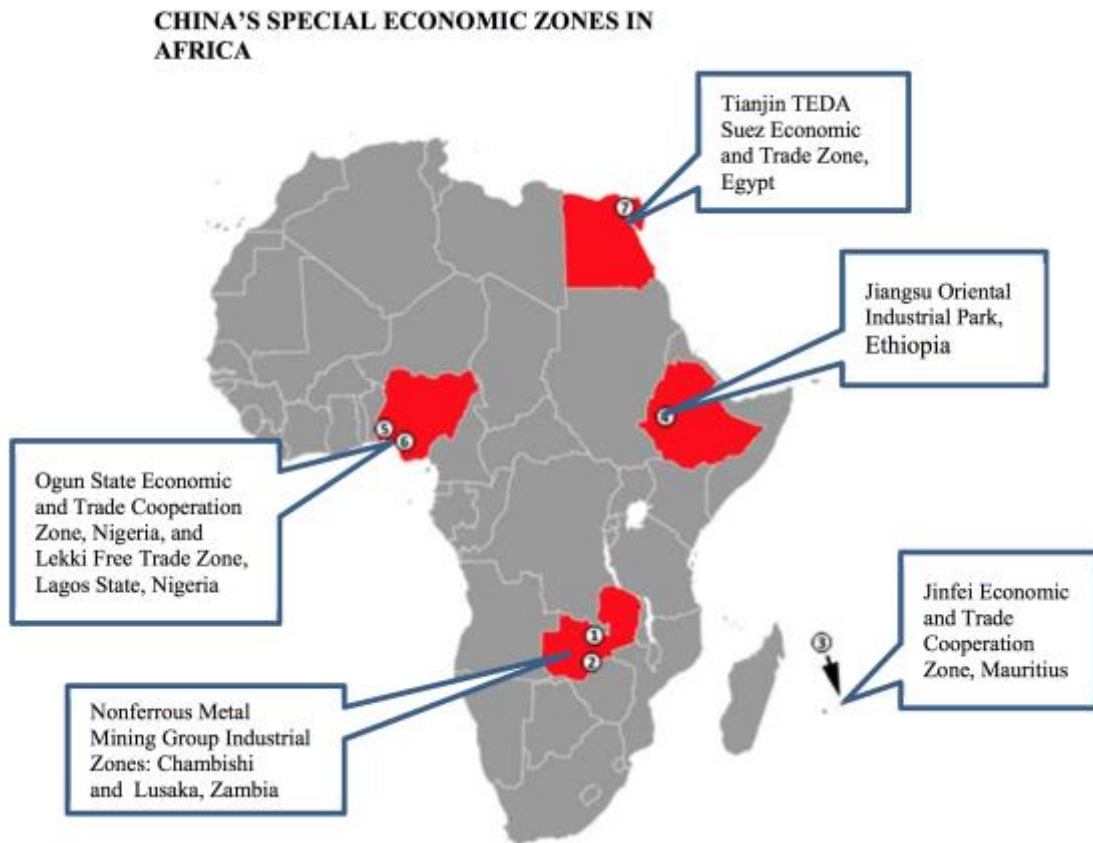 CHINA'S SPECIAL ECONOMIC ZONES IN
AFRICA
Tianjin TEDA
Suez Economic
and Trade Zone,
Egypt
⑦
Jiangsu Oriental
Industrial Park,
Ethiopia
④
⑤
⑥
Ogun State Economic
and Trade Cooperation
Zone, Nigeria, and
Lekki Free Trade Zone,
Lagos State, Nigeria
①
②
③
Jinfei Economic
and Trade
Cooperation
Zone, Mauritius
Nonferrous Metal
Mining Group Industrial
Zones: Chambishi
and Lusaka, Zambia